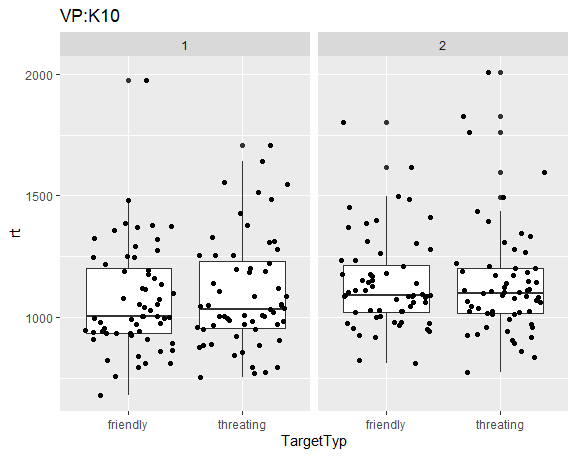 VP:K10
1
2
2000
1500
1000
rt
friendly
threating
friendly
threating
TargetTyp